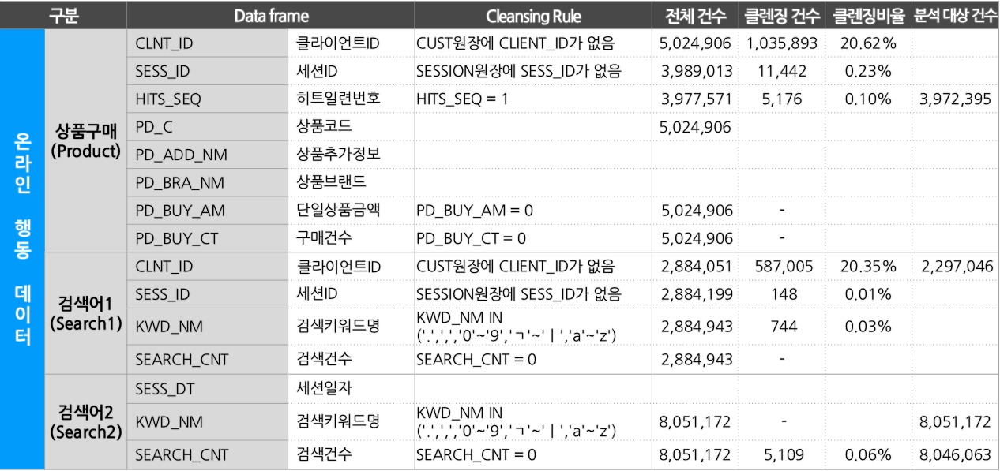 구분 Data frame Cleansing Rule 전체 건수 클렌징 건수 클렌징비율 분석 대상 건수
온라인 행동 데이터
상품구매
(Product)
CLNT_ID 클라이언트ID CUST원장에 CLIENT_ID가 없음 5,024,906 1,035,893 20.62%
SESS_ID 세션ID SESSION원장에 SESS_ID가 없음 3,989,013 11,442 0.23%
HITS_SEQ 히트일련번호 HITS_SEQ = 1 3,977,571 5,176 0.10% 3,972,395
PD_C 상품코드 5,024,906
PD_ADD_NM 상품추가정보
PD_BRA_NM 상품브랜드
PD_BUY_AM 단일상품금액 PD_BUY_AM = 0 5,024,906 -
PD_BUY_CT 구매건수 PD_BUY_CT = 0 5,024,906 -
검색어1
(Search1)
CLNT_ID 클라이언트ID CUST원장에 CLIENT_ID가 없음 2,884,051 587,005 20.35% 2,297,046
SESS_ID 세션ID SESSION원장에 SESS_ID가 없음 2,884,199 148 0.01%
KWD_NM 검색키워드명 KWD_NM IN
('.',',','0'~'9','ㄱ'~'ㅣ','a'~'z') 2,884,943 744 0.03%
SEARCH_CNT 검색건수 SEARCH_CNT = 0 2,884,943 -
검색어2
(Search2)
SESS_DT 세션일자
KWD_NM 검색키워드명 KWD_NM IN
('.',',','0'~'9','ㄱ'~'ㅣ','a'~'z') 8,051,172 - 8,051,172
SEARCH_CNT 검색건수 SEARCH_CNT = 0 8,051,172 5,109 0.06% 8,046,063